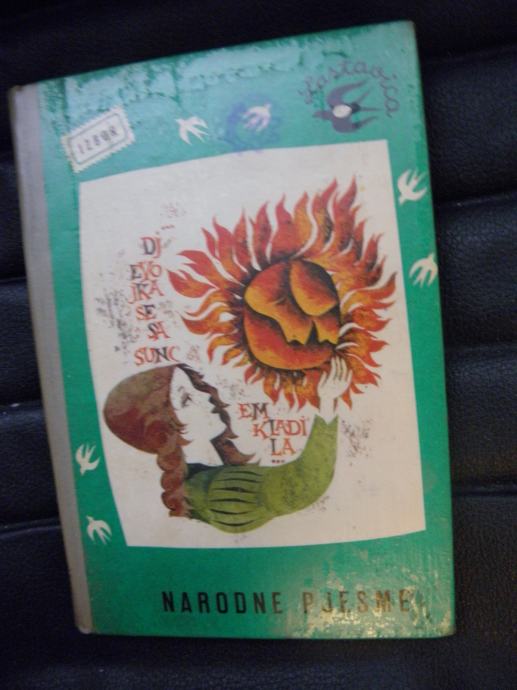 Lastavica
IZBOR
DJ
EVO
JKA
SE
SA
SUNC
EM
KLADI
LA
...
NARODNE PJESME